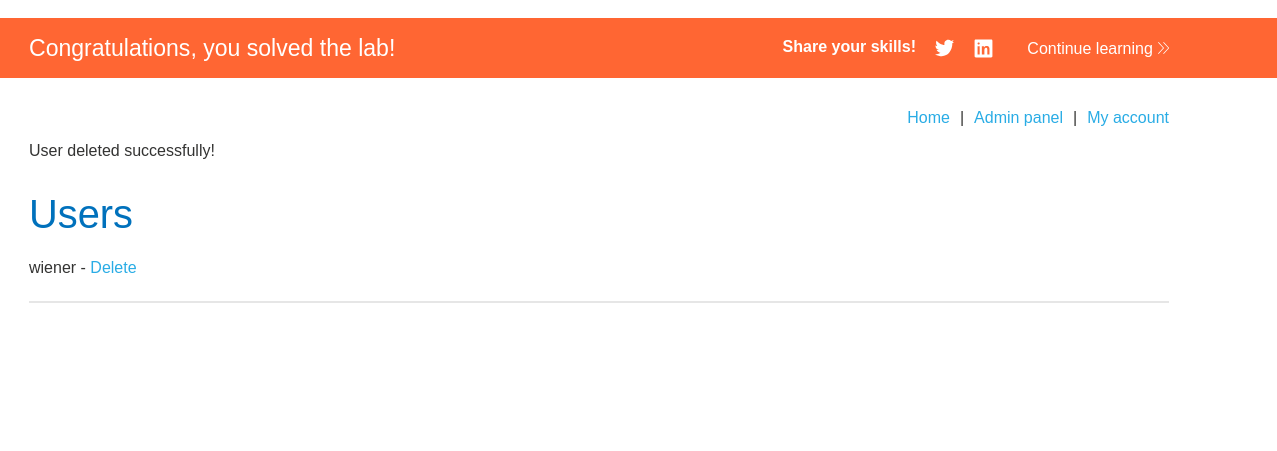 Congratulations, you solved the lab!
Share your skills!
Continue learning
Home | Admin panel | My account
User deleted successfully!
Users
wiener - Delete